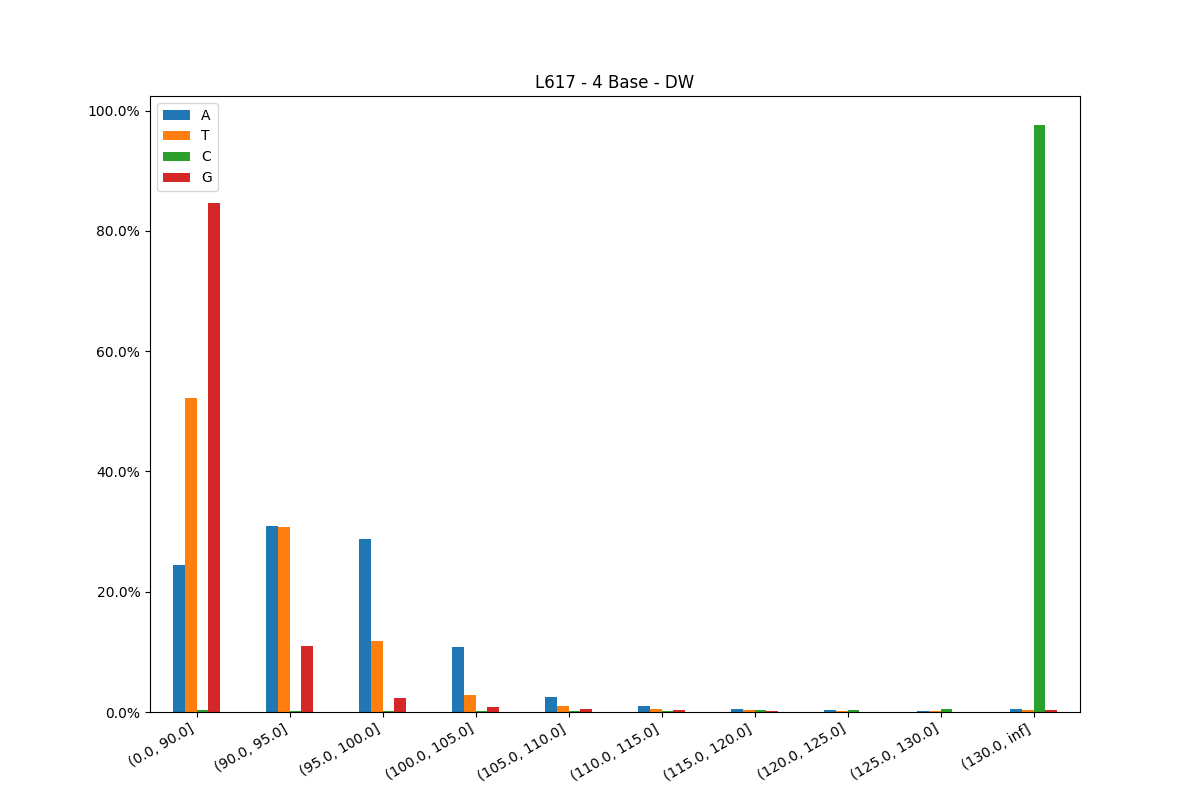 L617 - 4 Base - DW
100.0%
80.0%
60.0%
40.0%
20.0%
0.0%
A
T
C
G
(0.0, 90.0]
(90.0, 95.0]
(95.0, 100.0]
(100.0, 105.0]
(105.0, 110.0]
(110.0, 115.0]
(115.0, 120.0]
(120.0, 125.0]
(125.0, 130.0]
(130.0, inf]